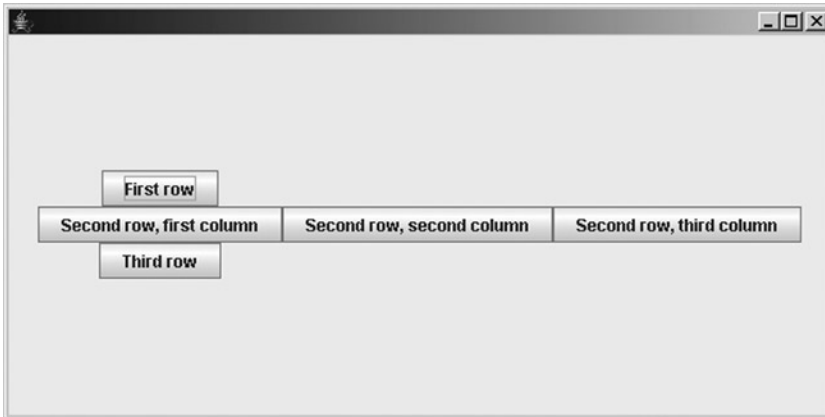 First row
Second row, first column Second row, second column Second row, third column
Third row